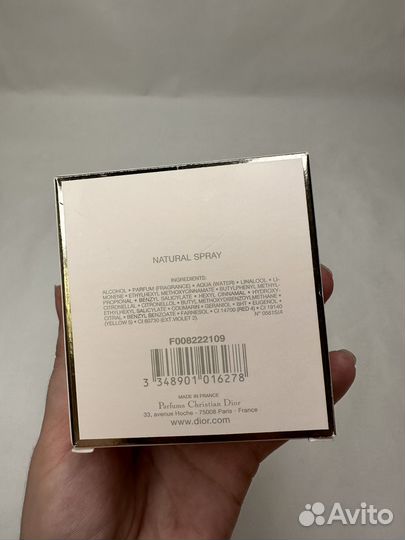 NATURAL SPRAY
INGREDIENTS:
ALCOHOL • PARFUM (FRAGRANCE) • AQUA (WATER) • LINALOOL • LI-
MONENE • ETHYLHEXYL METHOXYCINNAMATE • BUTYLPHENYL METHYL-
PROPIONAL • BENZYL SALICYLATE • HEXYL CINNAMAL • HYDROXY-
CITRONELLAL • CITRONELLOL • BUTYL METHOXYDIBENZOYLMETHANE •
ETHYLHEXYL SALICYLATE • COUMARIN • GERANIOL • BHT • EUGENOL •
CITRAL • BENZYL BENZOATE • FARNESOL • CI 14700 (RED 4) • CI 19140
(YELLOW 5) • CI 60730 (EXT VIOLET 2).
N° 05615/4
F008222109
3 348901 016278
MADE IN FRANCE
Parfums Christian Dior
33, avenue Hoche - 75008 Paris - France
www.dior.com
Avito